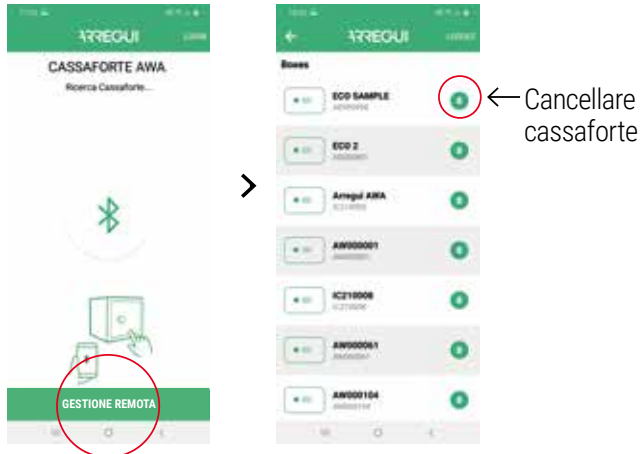 ARREGUI
CASSAFORTE AWA
Ricerca Cassaforte...
GESTIONE REMOTA
>
ARREGUI
LOGOUT
Boxes
ECO SAMPLE
ECO 2
Arregui AWA
AW000001
IC210008
AW000061
AW000104
Cancellare
cassaforte